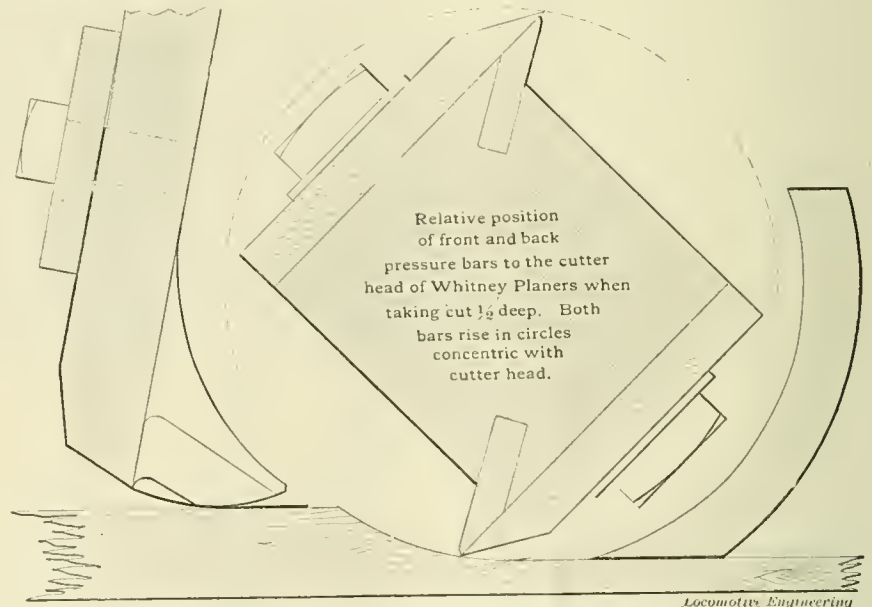 Relative position
of front and back
pressure bars to the cutter
head of Whitney Planers when
taking cut ½ deep. Both
bars rise in circles
concentric with
cutter head.
Locomotive Engineering